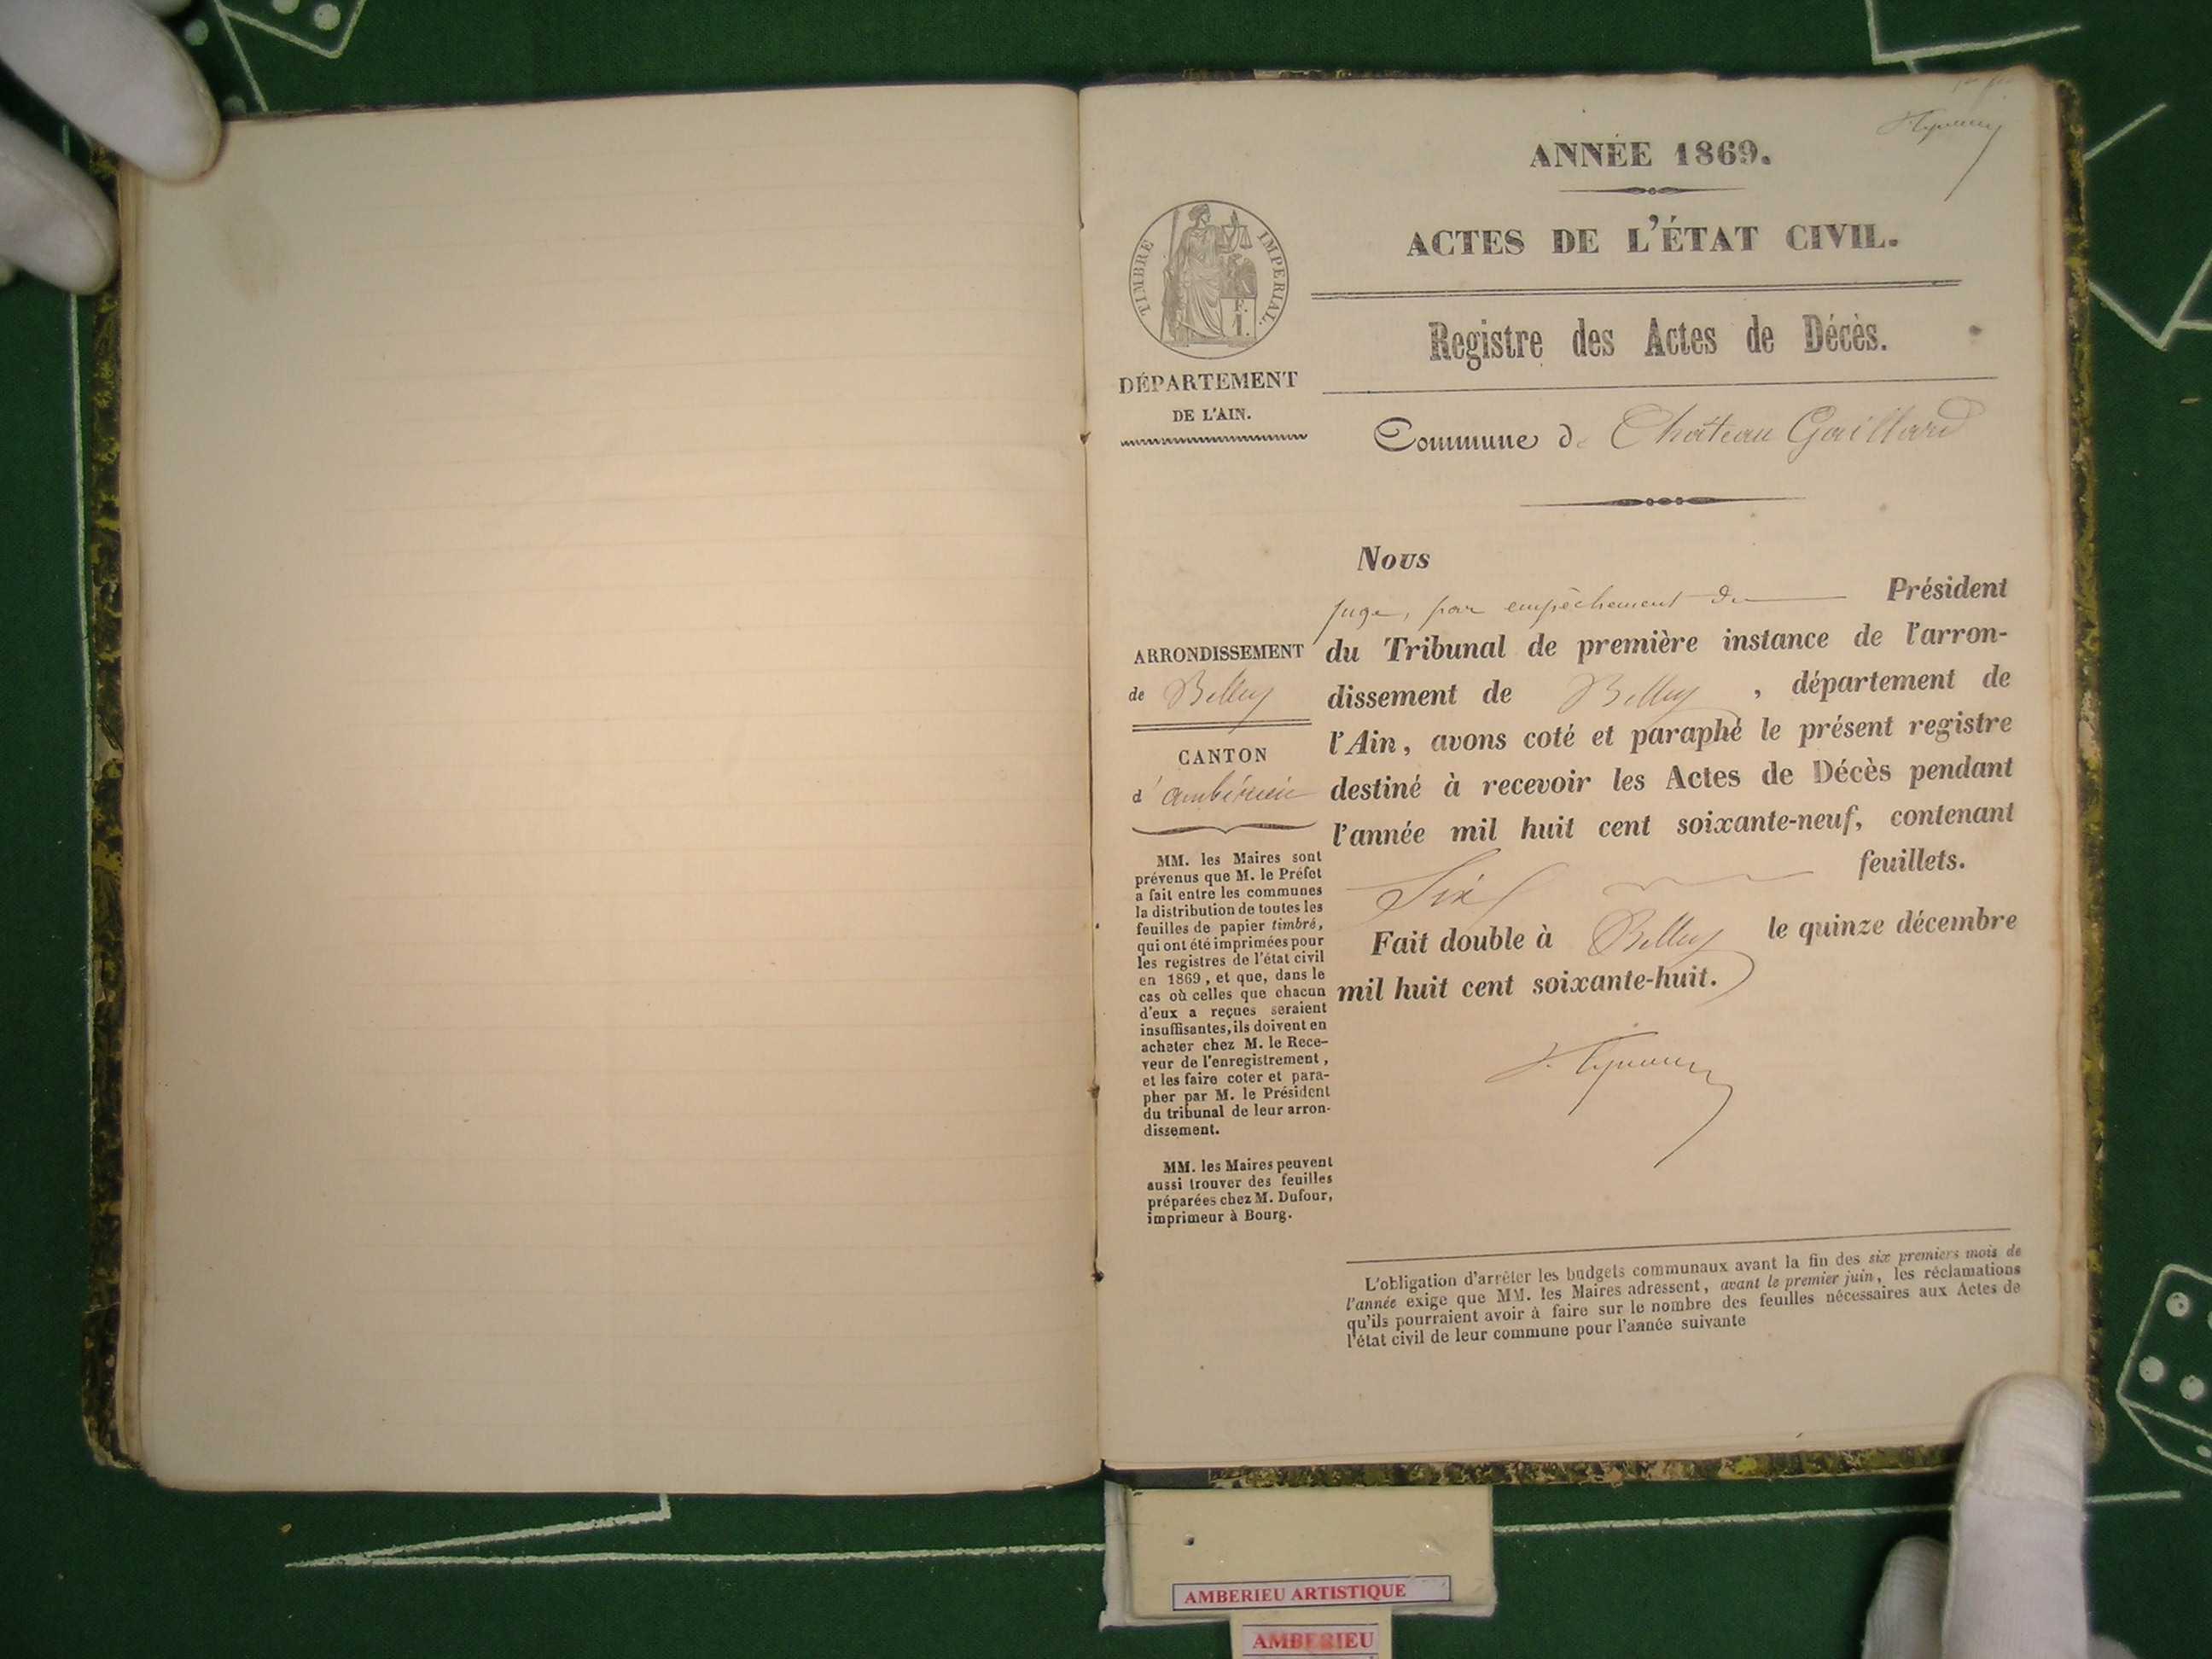 ANNÉE 1869.
ACTES DE L'ÉTAT CIVIL.
TIMBRE IMPERIAL.
F.
1.
Registre des Actes de Décès.
DÉPARTEMENT
DE L'AIN.
Commune de Château Gaillard
Nous
juge, par empêchement du Président
du Tribunal de première instance de l'arron-
dissement de Belley, département de
l'Ain, avons coté et paraphé le présent registre
destiné à recevoir les Actes de Décès pendant
l'année mil huit cent soixante-neuf, contenant
Six feuillets.
Fait double à Belley le quinze décembre
mil huit cent soixante-huit.
ARRONDISSEMENT
de Belley
CANTON
d'ambérieu
MM. les Maires sont
prévenus que M. le Préfet
a fait entre les communes
la distribution de toutes les
feuilles de papier timbré,
qui ont été imprimées pour
les registres de l'état civil
en 1869, et que, dans le
cas où celles que chacun
d'eux a reçues seraient
insuffisantes, ils doivent en
acheter chez M. le Rece-
veur de l'enregistrement,
et les faire coter et para-
pher par M. le Président
du tribunal de leur arron-
dissement.
MM. les Maires peuvent
aussi trouver des feuilles
préparées chez M. Dufour,
imprimeur à Bourg.
L'obligation d'arrêter les budgets communaux avant la fin des six premiers mois de
l'année exige que MM. les Maires adressent, avant le premier juin, les réclamations
qu'ils pourraient avoir à faire sur le nombre des feuilles nécessaires aux Actes de
l'état civil de leur commune pour l'année suivante
AMBERIEU ARTISTIQUE
AMBERIEU